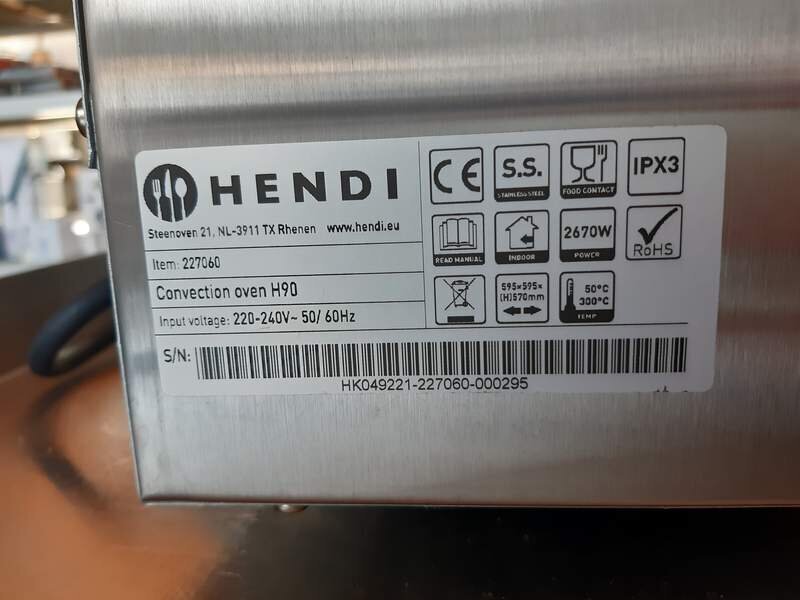 HENDI
Steenoven 21, NL-3911 TX Rhenen www.hendi.eu
Item: 227060
Convection oven H90
Input voltage: 220-240V~ 50/ 60Hz
CE
S.S.
STAINLESS STEEL
FOOD CONTACT
IPX3
READ MANUAL
INDOOR
2670W
POWER
RoHS
595×595×
(H)570mm
50°C
300°C
TEMP
S/N:
HK049221-227060-000295